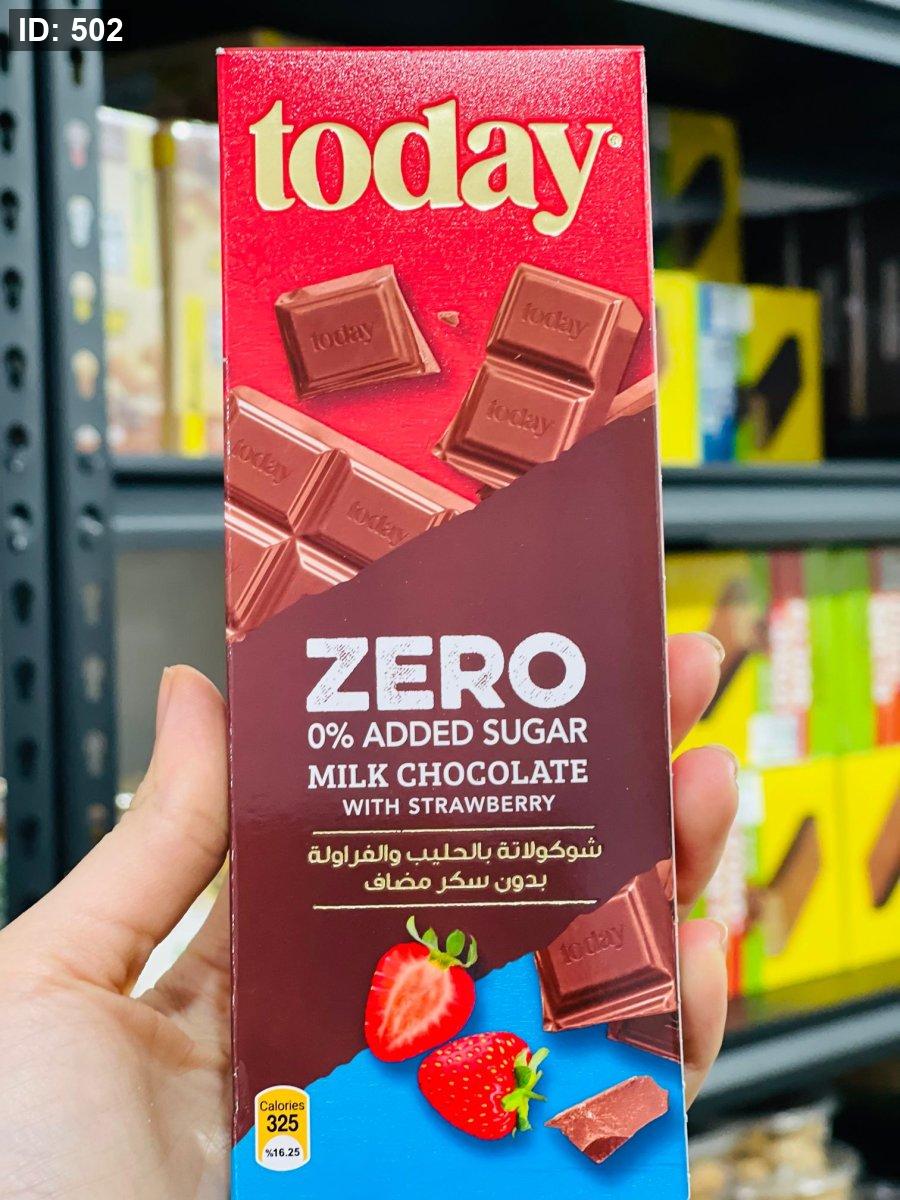 ID: 502
today
today
today
today
today
today
ZERO
0% ADDED SUGAR
MILK CHOCOLATE
WITH STRAWBERRY
شوكولاتة بالحليب والفراولة
بدون سكر مضاف
today
Calories
325
%16.25